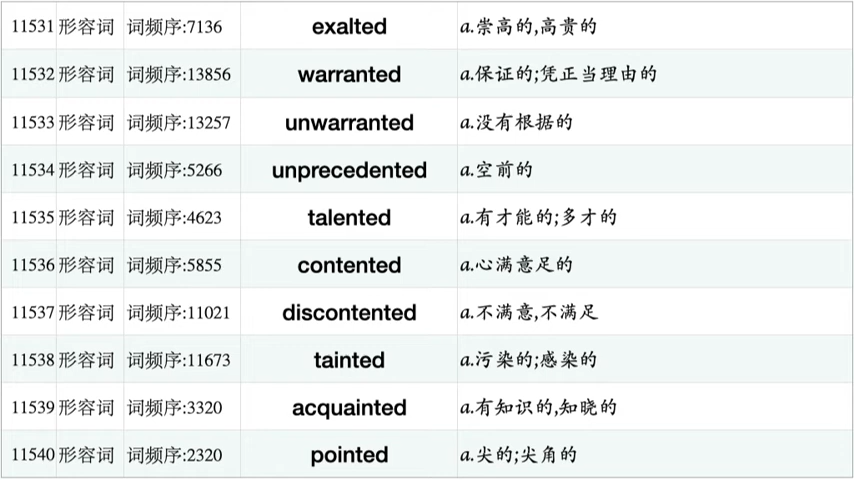 11531 形容词 词频序:7136 exalted a.崇高的,高贵的
11532 形容词 词频序:13856 warranted a.保证的;凭正当理由的
11533 形容词 词频序:13257 unwarranted a.没有根据的
11534 形容词 词频序:5266 unprecedented a.空前的
11535 形容词 词频序:4623 talented a.有才能的;多才的
11536 形容词 词频序:5855 contented a.心满意足的
11537 形容词 词频序:11021 discontented a.不满意,不满足
11538 形容词 词频序:11673 tainted a.污染的;感染的
11539 形容词 词频序:3320 acquainted a.有知识的,知晓的
11540 形容词 词频序:2320 pointed a.尖的;尖角的